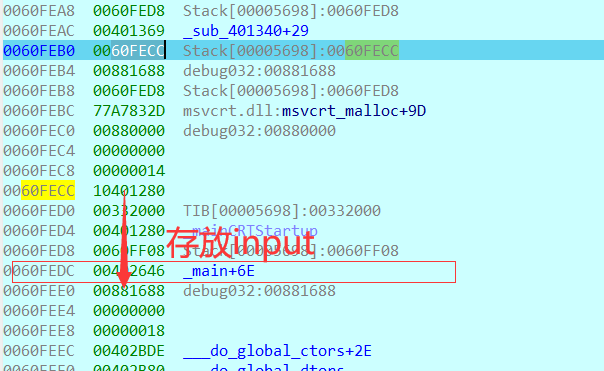 0060FEA8 0060FED8 Stack[00005698]:0060FED8
0060FEAC 00401369 _sub_401340+29
0060FEB0 0060FECC Stack[00005698]:0060FECC
0060FEB4 00881688 debug032:00881688
0060FEB8 0060FED8 Stack[00005698]:0060FED8
0060FEBC 77A7832D msvcrt.dll:msvcrt_malloc+9D
0060FEC0 00880000 debug032:00880000
0060FEC4 00000000
0060FEC8 00000014
0060FECC 10401280
0060FED0 00332000 TIB[00005698]:00332000
0060FED4 00401280 _mainCRTStartup
存放input
0060FED8 0060FF08 Stack[00005698]:0060FF08
0060FEDC 00402646 _main+6E
0060FEE0 00881688 debug032:00881688
0060FEE4 00000000
0060FEE8 00000018
0060FEEC 00402BDE ___do_global_ctors+2E
0060FEF0 00402B80 ___do_global_dtors